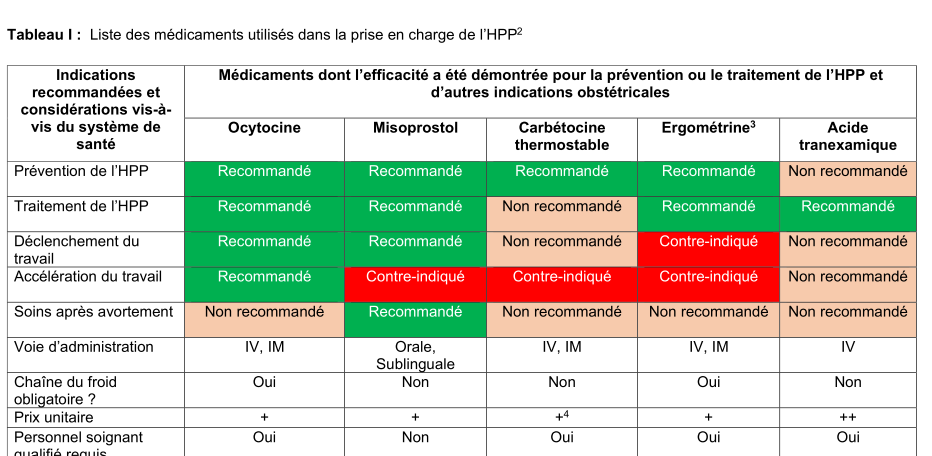 Tableau I : Liste des médicaments utilisés dans la prise en charge de l’HPP²
Indications recommandées et considérations vis-à-vis du système de santé | Médicaments dont l’efficacité a été démontrée pour la prévention ou le traitement de l’HPP et d’autres indications obstétricales
Ocytocine | Misoprostol | Carbétocine thermostable | Ergométrine³ | Acide tranexamique
Prévention de l’HPP | Recommandé | Recommandé | Recommandé | Recommandé | Non recommandé
Traitement de l’HPP | Recommandé | Recommandé | Non recommandé | Recommandé | Recommandé
Déclenchement du travail | Recommandé | Recommandé | Non recommandé | Contre-indiqué | Non recommandé
Accélération du travail | Recommandé | Contre-indiqué | Contre-indiqué | Contre-indiqué | Non recommandé
Soins après avortement | Non recommandé | Recommandé | Non recommandé | Non recommandé | Non recommandé
Voie d’administration | IV, IM | Orale, Sublinguale | IV, IM | IV, IM | IV
Chaîne du froid obligatoire ? | Oui | Non | Non | Oui | Non
Prix unitaire | + | + | +⁴ | + | ++
Personnel soignant qualifié requis | Oui | Non | Oui | Oui | Oui